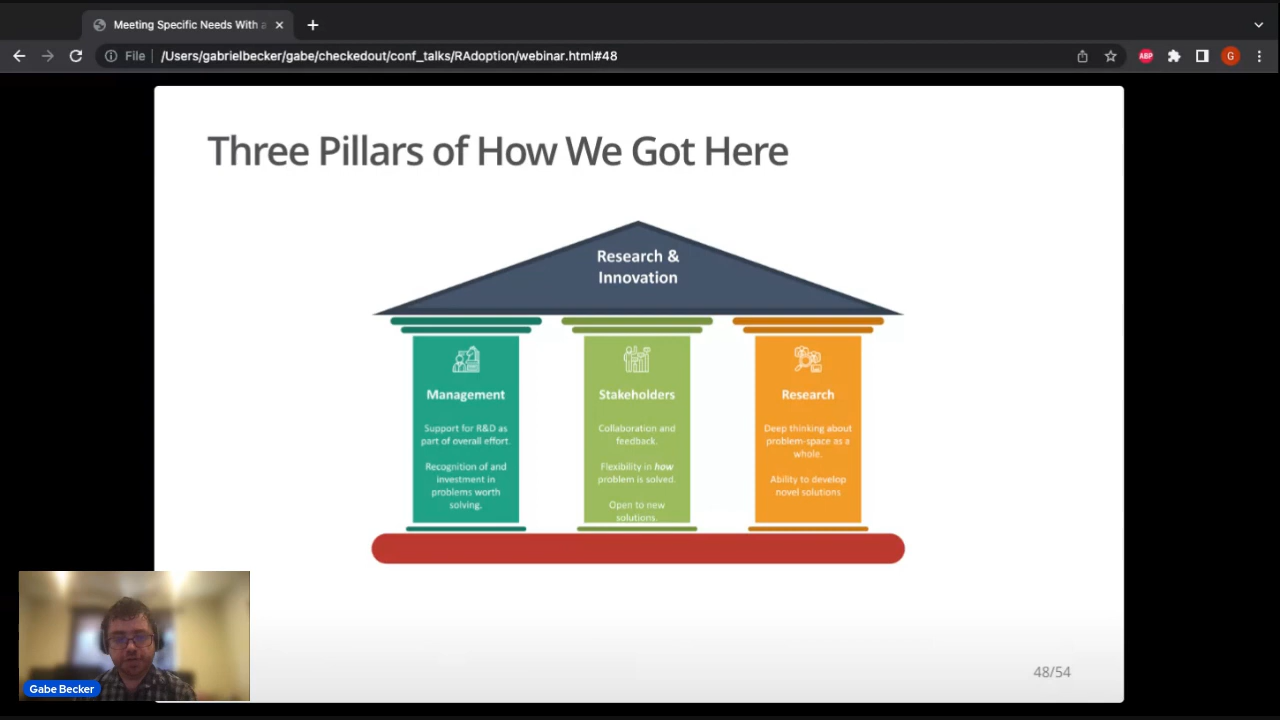 Meeting Specific Needs With a
File
/Users/gabrielbecker/gabe/checkedout/conf_talks/RAdoption/webinar.html#48
ABP
G
Three Pillars of How We Got Here
Research &
Innovation
Management
Support for R&D as
part of overall effort.
Recognition of and
investment in
problems worth
solving.
Stakeholders
Collaboration and
feedback.
Flexibility in how
problem is solved.
Open to new
solutions.
Research
Deep thinking about
problem-space as a
whole.
Ability to develop
novel solutions
Gabe Becker
48/54